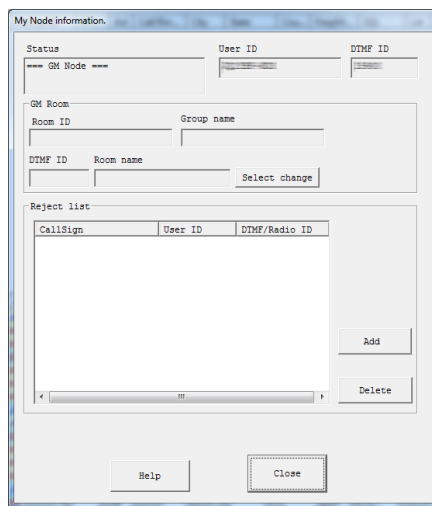 My Node information.
Status
User ID
DTMF ID
=== GM Node ===
GM Room
Room ID
Group name
DTMF ID
Room name
Select change
Reject list
CallSign
User ID
DTMF/Radio ID
Add
Delete
Help
Close